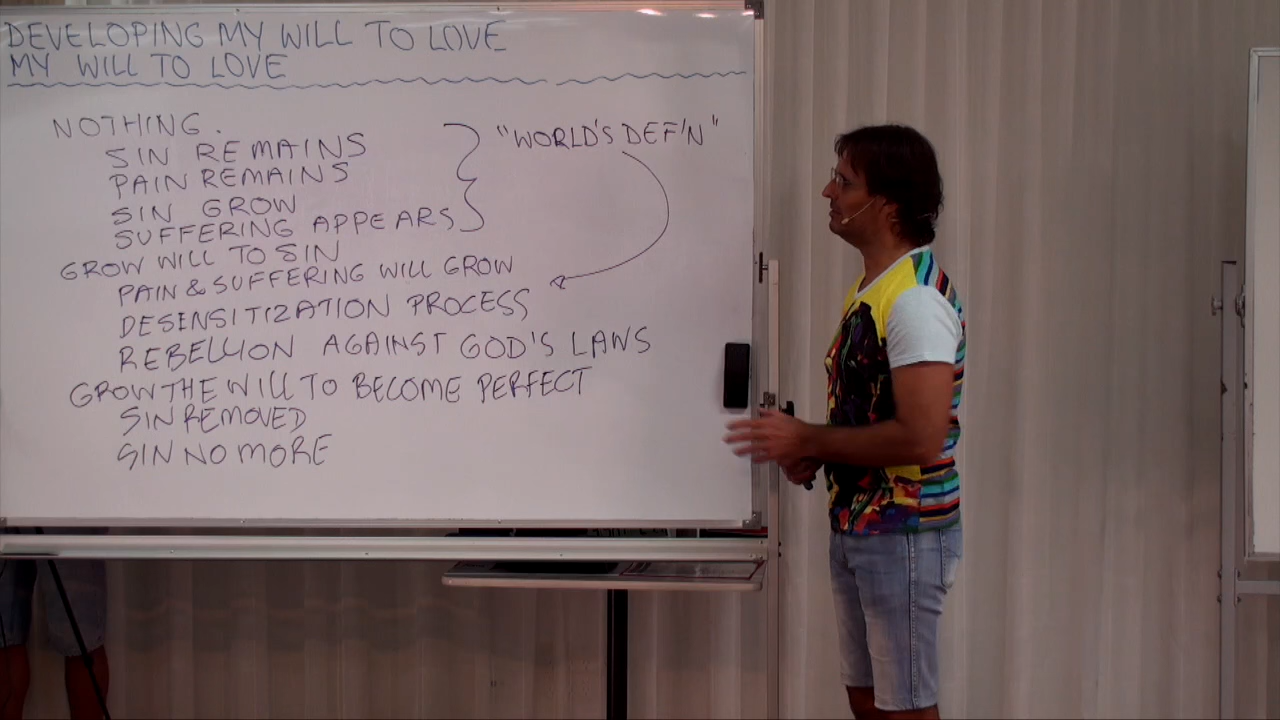 DEVELOPING MY WILL TO LOVE
MY WILL TO LOVE
NOTHING.
SIN REMAINS
PAIN REMAINS
SIN GROW
SUFFERING APPEARS
"WORLD'S DEF'N"
GROW WILL TO SIN
PAIN & SUFFERING WILL GROW
DESENSITIZATION PROCESS
REBELLION AGAINST GOD'S LAWS
GROW THE WILL TO BECOME PERFECT
SIN REMOVED
SIN NO MORE